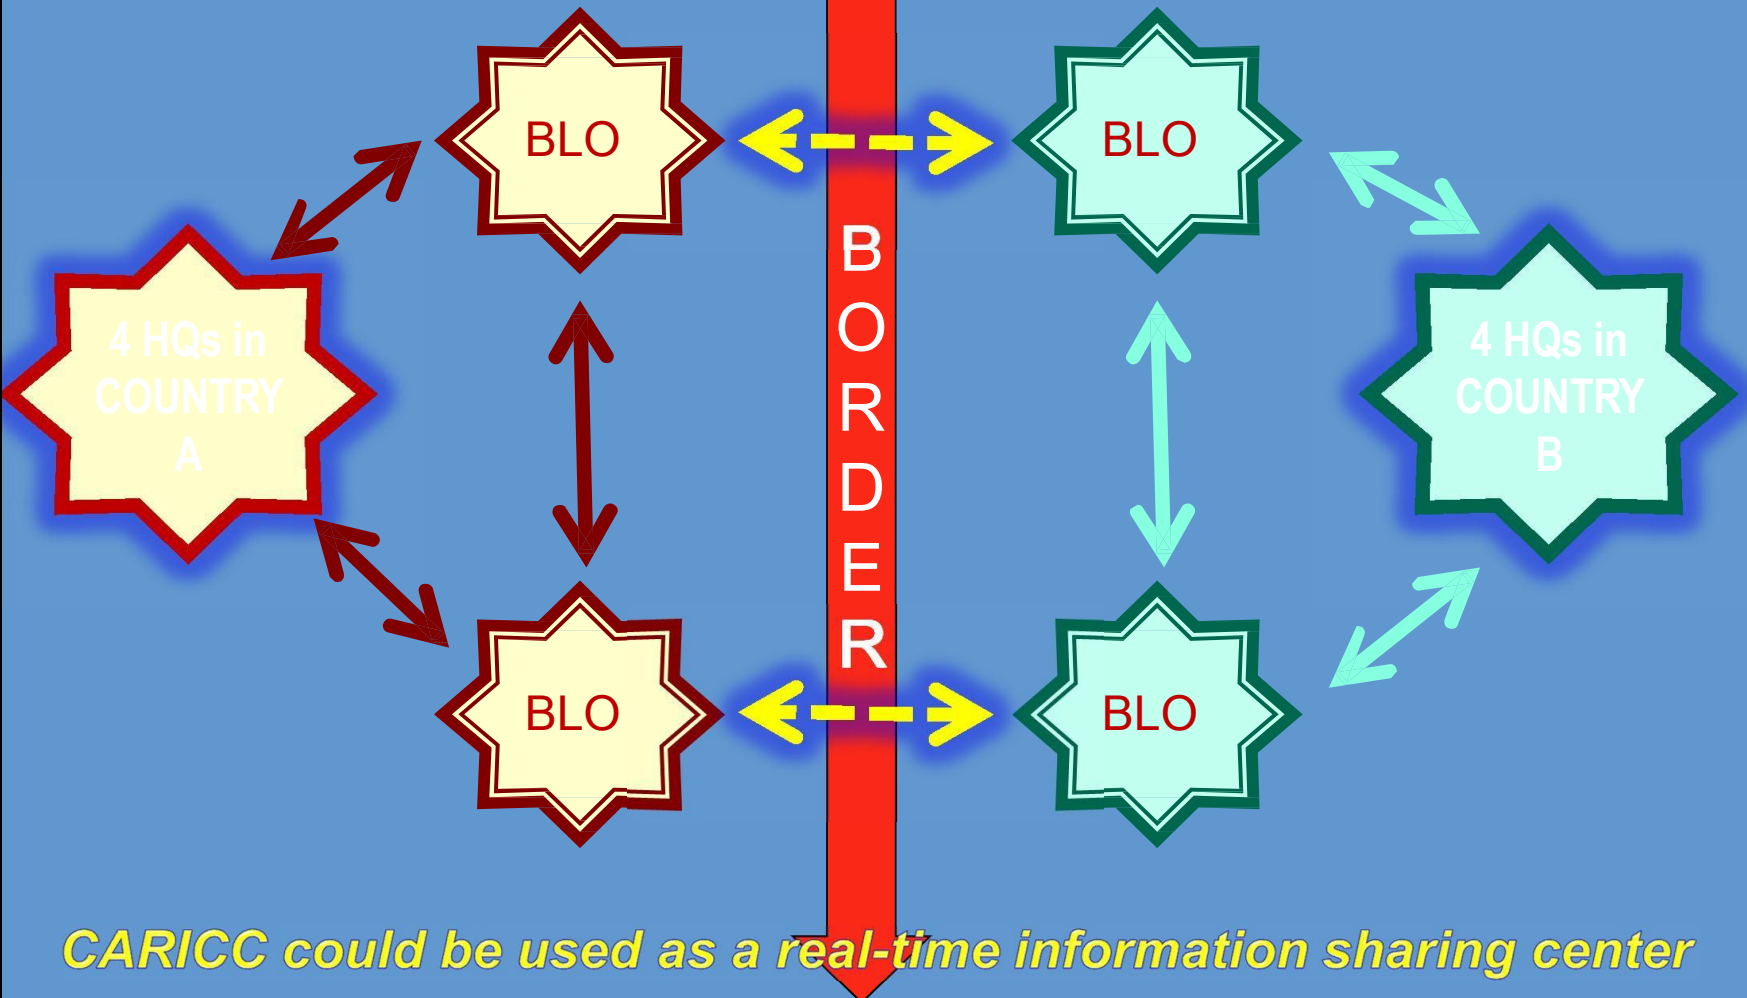 BLO
BLO
4 HQs in
COUNTRY
A
B
O
R
D
E
R
4 HQs in
COUNTRY
B
BLO
BLO
CARICC could be used as a real-time information sharing center